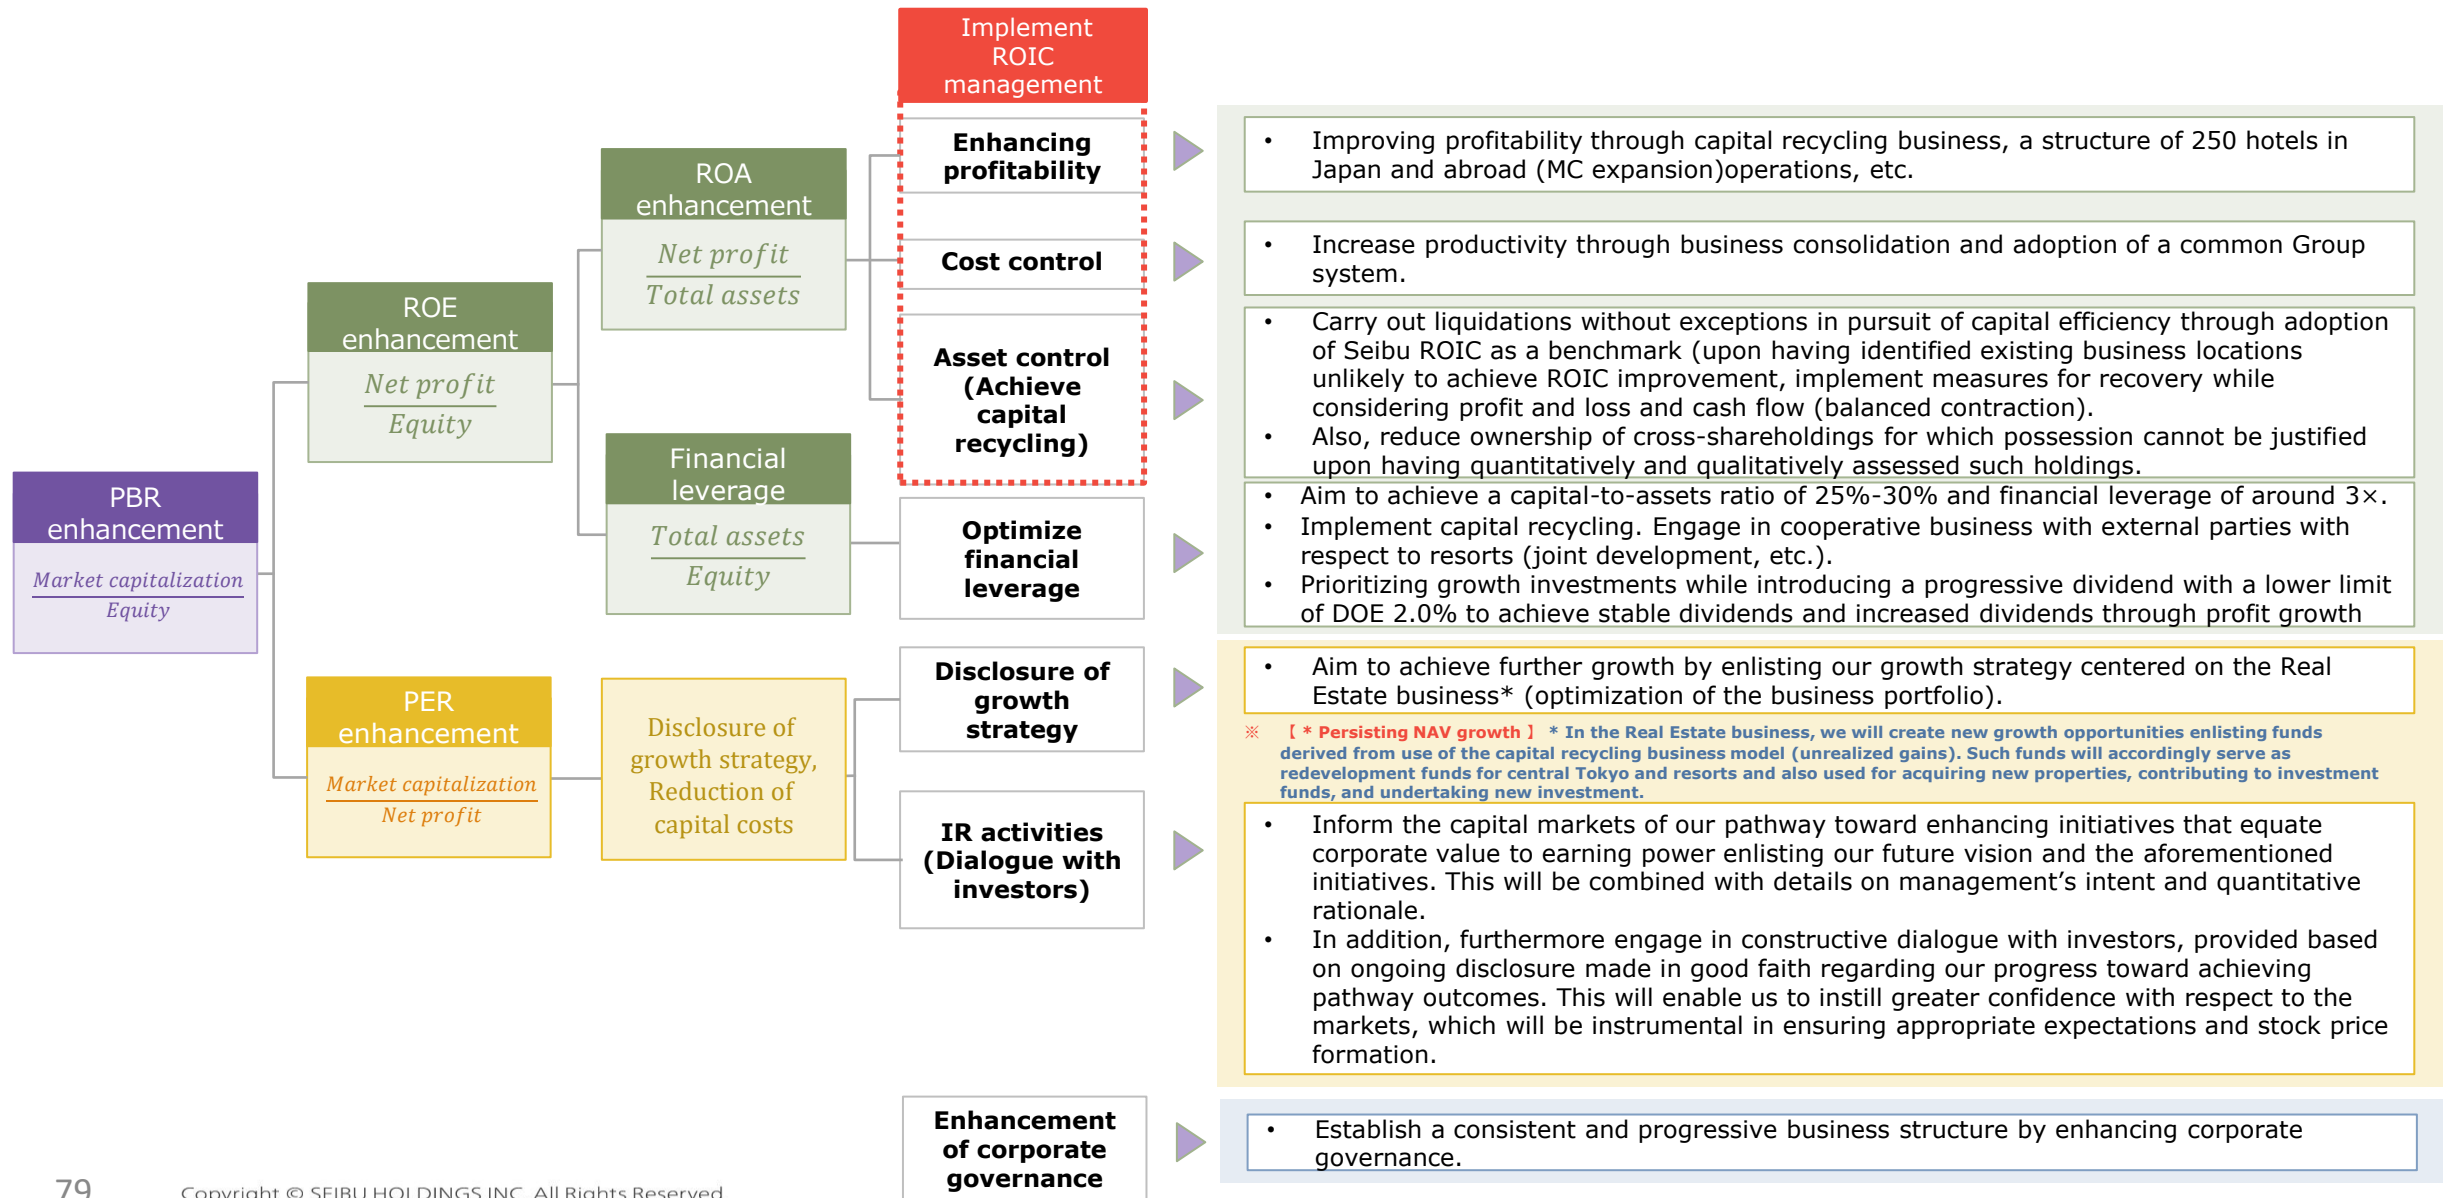 Implement
ROIC
management
PBR
enhancement
Market capitalization
Equity
ROE
enhancement
Net profit
Equity
ROA
enhancement
Net profit
Total assets
Financial
leverage
Total assets
Equity
PER
enhancement
Market capitalization
Net profit
Disclosure of
growth strategy,
Reduction of
capital costs
Enhancing
profitability
• Improving profitability through capital recycling business, a structure of 250 hotels in
Japan and abroad (MC expansion)operations, etc.
Cost control
• Increase productivity through business consolidation and adoption of a common Group
system.
Asset control
(Achieve
capital
recycling)
• Carry out liquidations without exceptions in pursuit of capital efficiency through adoption
of Seibu ROIC as a benchmark (upon having identified existing business locations
unlikely to achieve ROIC improvement, implement measures for recovery while
considering profit and loss and cash flow (balanced contraction).
• Also, reduce ownership of cross-shareholdings for which possession cannot be justified
upon having quantitatively and qualitatively assessed such holdings.
Optimize
financial
leverage
• Aim to achieve a capital-to-assets ratio of 25%-30% and financial leverage of around 3×.
• Implement capital recycling. Engage in cooperative business with external parties with
respect to resorts (joint development, etc.).
• Prioritizing growth investments while introducing a progressive dividend with a lower limit
of DOE 2.0% to achieve stable dividends and increased dividends through profit growth
Disclosure of
growth
strategy
• Aim to achieve further growth by enlisting our growth strategy centered on the Real
Estate business* (optimization of the business portfolio).
※ 【 * Persisting NAV growth 】 * In the Real Estate business, we will create new growth opportunities enlisting funds
derived from use of the capital recycling business model (unrealized gains). Such funds will accordingly serve as
redevelopment funds for central Tokyo and resorts and also used for acquiring new properties, contributing to investment
funds, and undertaking new investment.
IR activities
(Dialogue with
investors)
• Inform the capital markets of our pathway toward enhancing initiatives that equate
corporate value to earning power enlisting our future vision and the aforementioned
initiatives. This will be combined with details on management’s intent and quantitative
rationale.
• In addition, furthermore engage in constructive dialogue with investors, provided based
on ongoing disclosure made in good faith regarding our progress toward achieving
pathway outcomes. This will enable us to instill greater confidence with respect to the
markets, which will be instrumental in ensuring appropriate expectations and stock price
formation.
Enhancement
of corporate
governance
• Establish a consistent and progressive business structure by enhancing corporate
governance.
79
Copyright © SEIBU HOLDINGS INC. All Rights Reserved